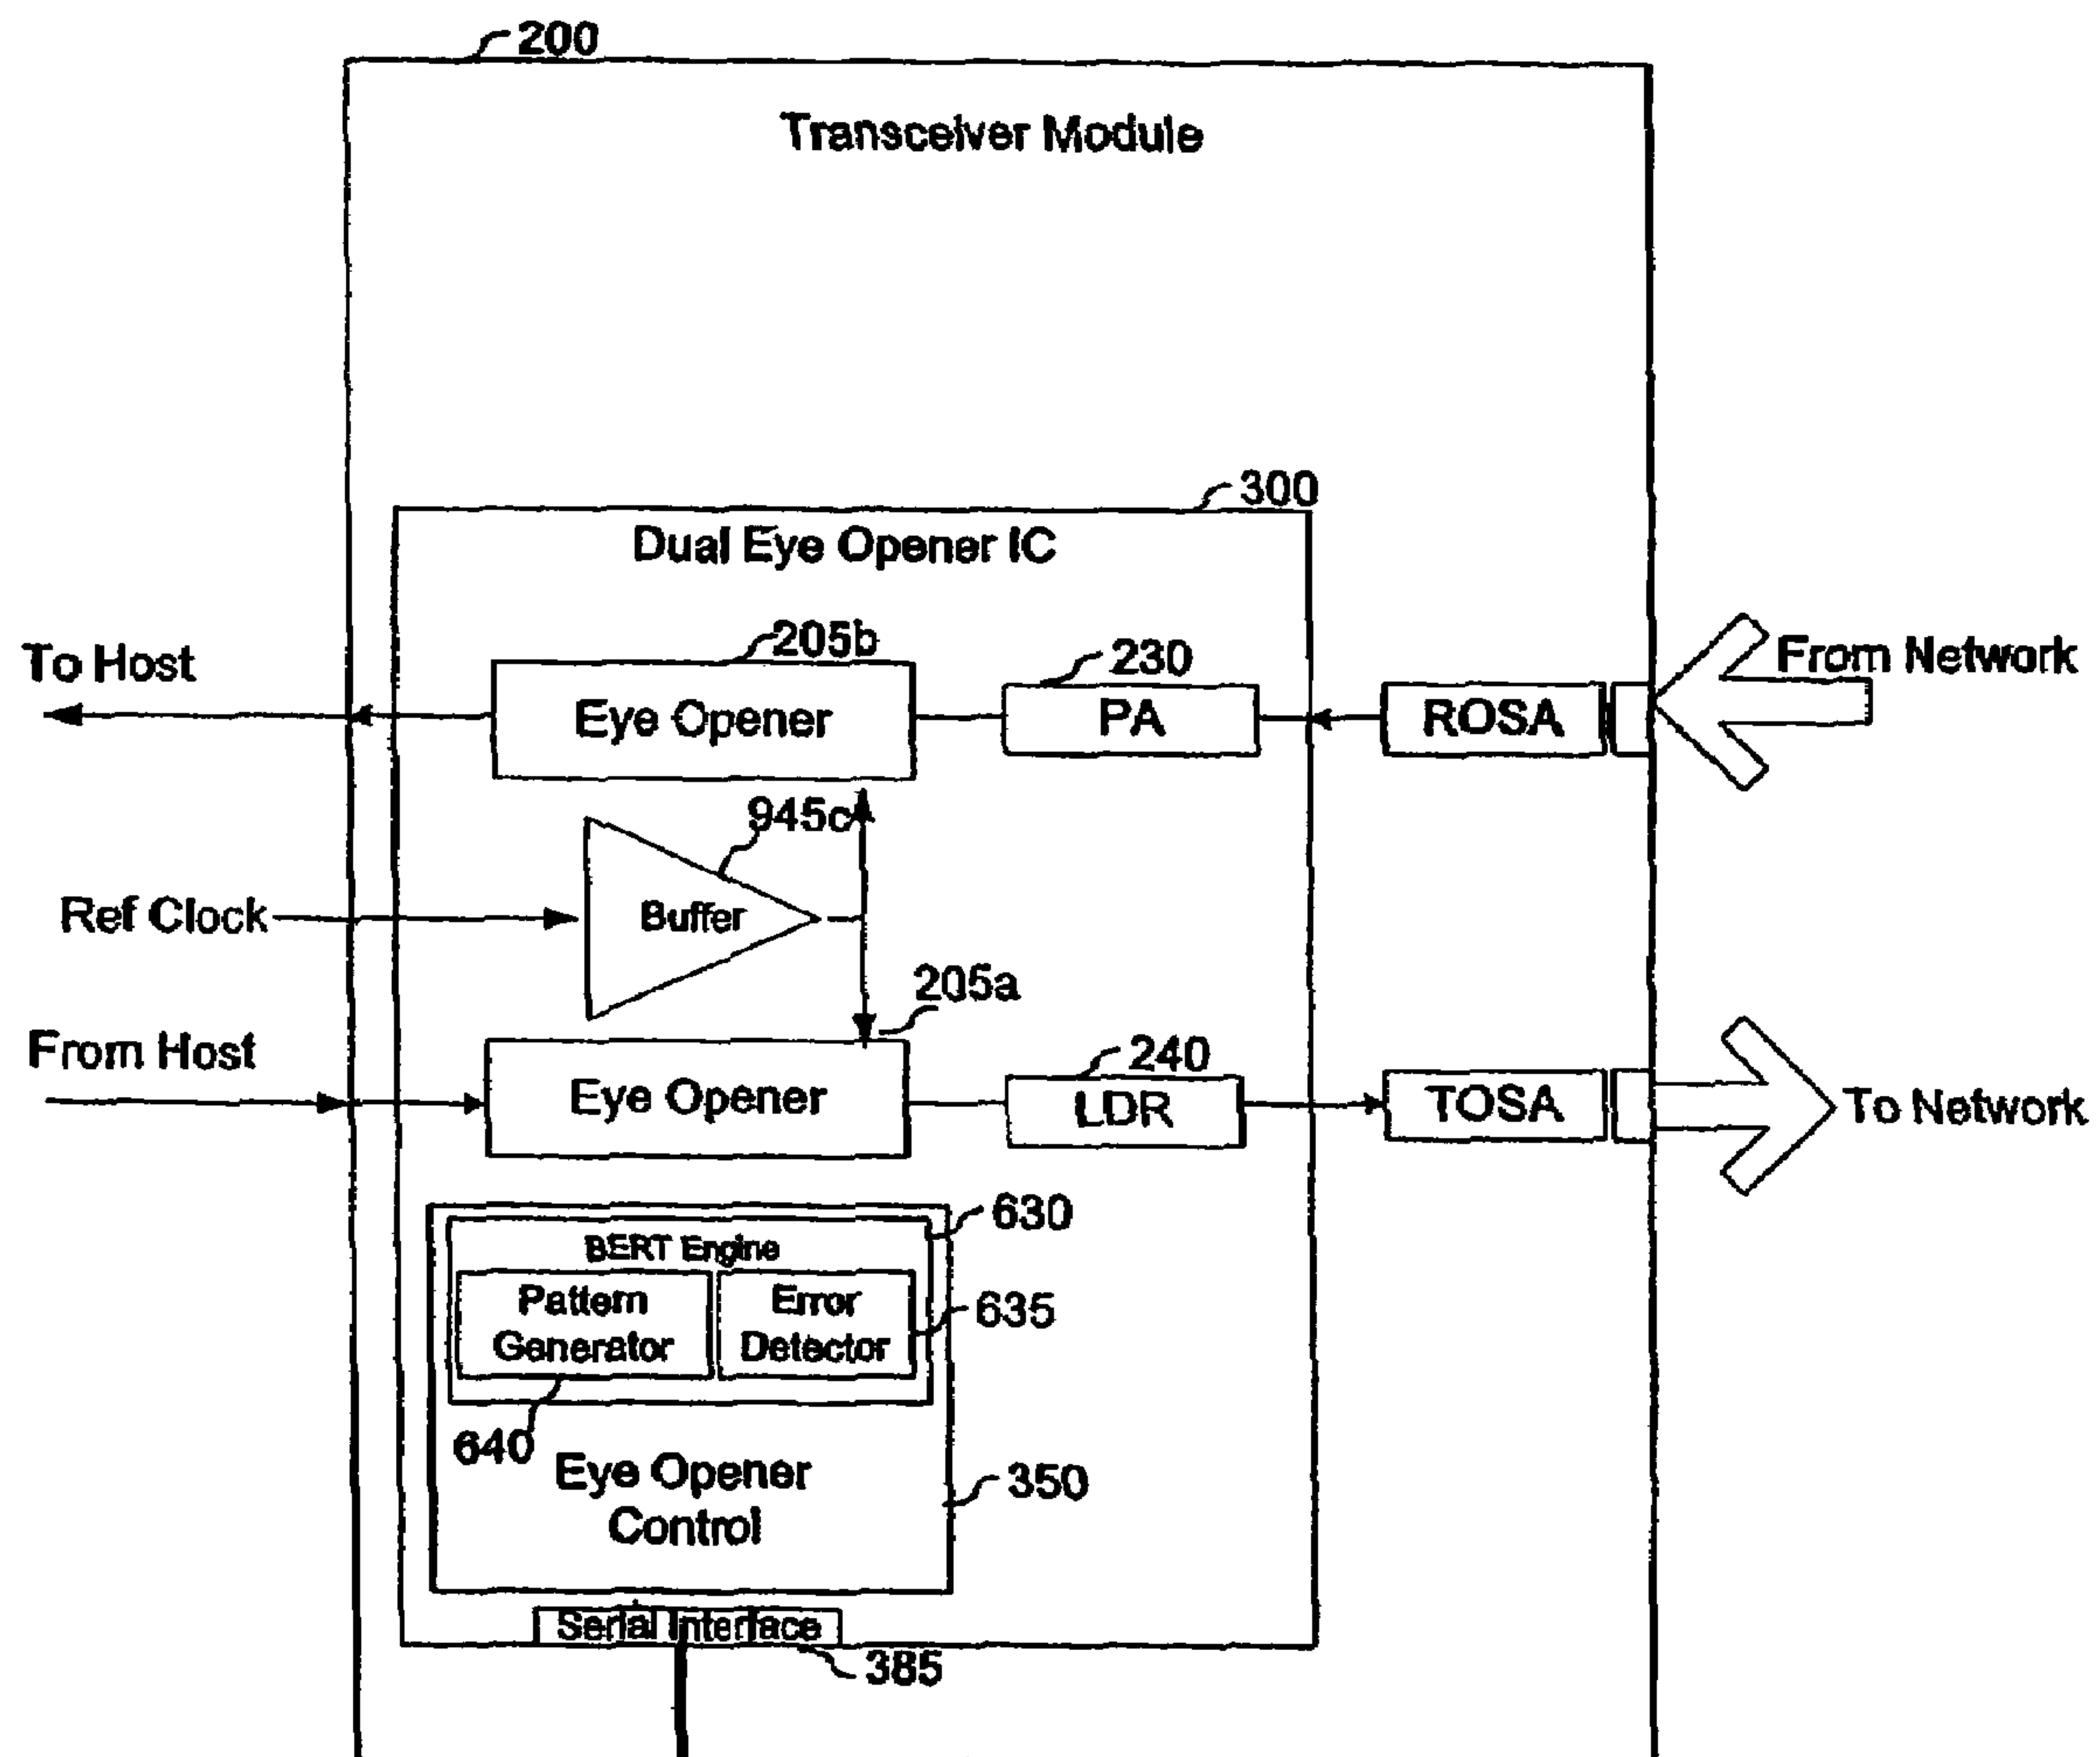 200
Transceiver Module
300
Dual Eye Opener IC
205b
230
To Host
From Network
Eye Opener
PA
ROSA
945c
Ref Clock
Buffer
205a
From Host
240
Eye Opener
LDR
TOSA
To Network
630
BERT Engine
Pattern
Generator
Error
Detector
635
640
Eye Opener
Control
350
Serial Interface
385